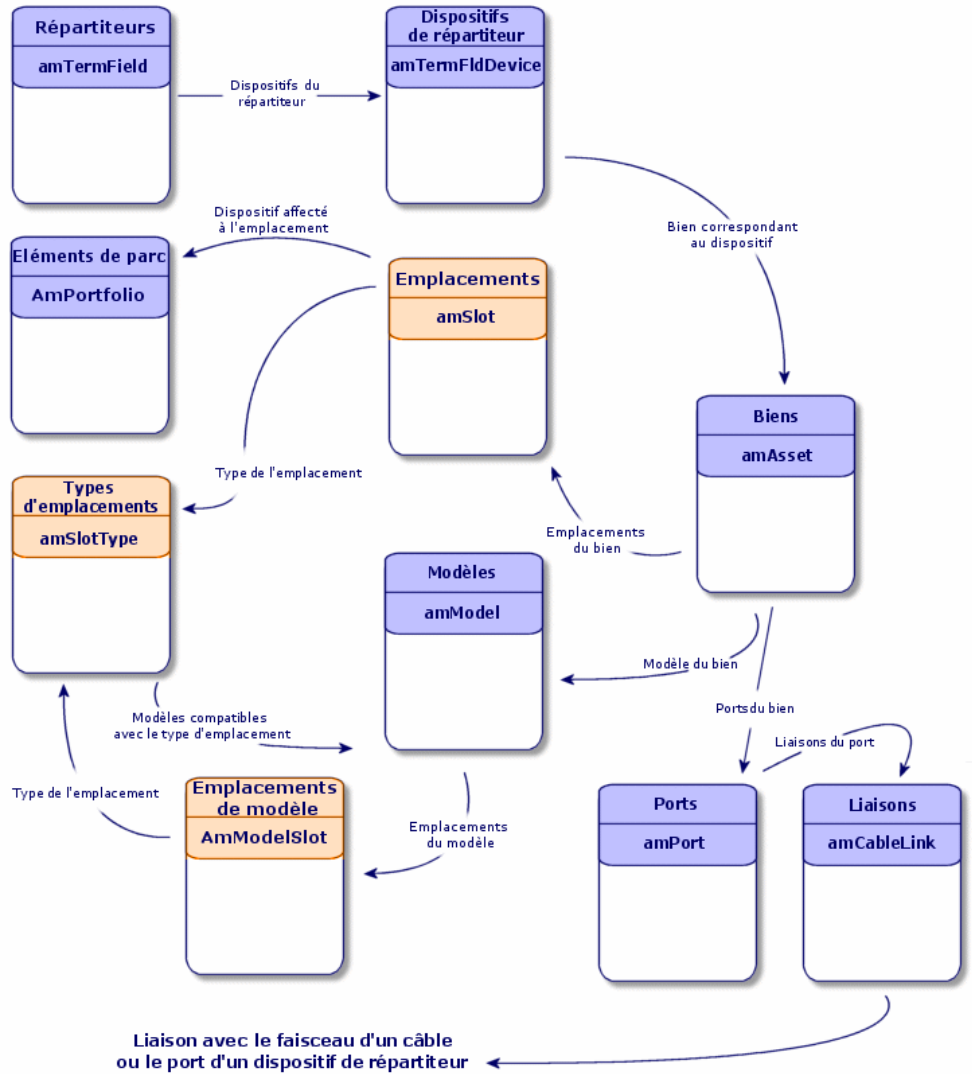 Répartiteurs
amTermField
Dispositifs du
répartiteur
Dispositifs
de répartiteur
amTermFldDevice
Dispositif affecté
à l'emplacement
Bien correspondant
au dispositif
Eléments de parc
AmPortfolio
Emplacements
amSlot
Type de l'emplacement
Biens
amAsset
Types
d'emplacements
amSlotType
Emplacements
du bien
Modèles
amModel
Modèle du bien
Modèles compatibles
avec le type d'emplacement
Portsdu bien
Liaisons du port
Type de l'emplacement
Emplacements
de modèle
AmModelSlot
Emplacements
du modèle
Ports
amPort
Liaisons
amCableLink
Liaison avec le faisceau d'un câble
ou le port d'un dispositif de répartiteur